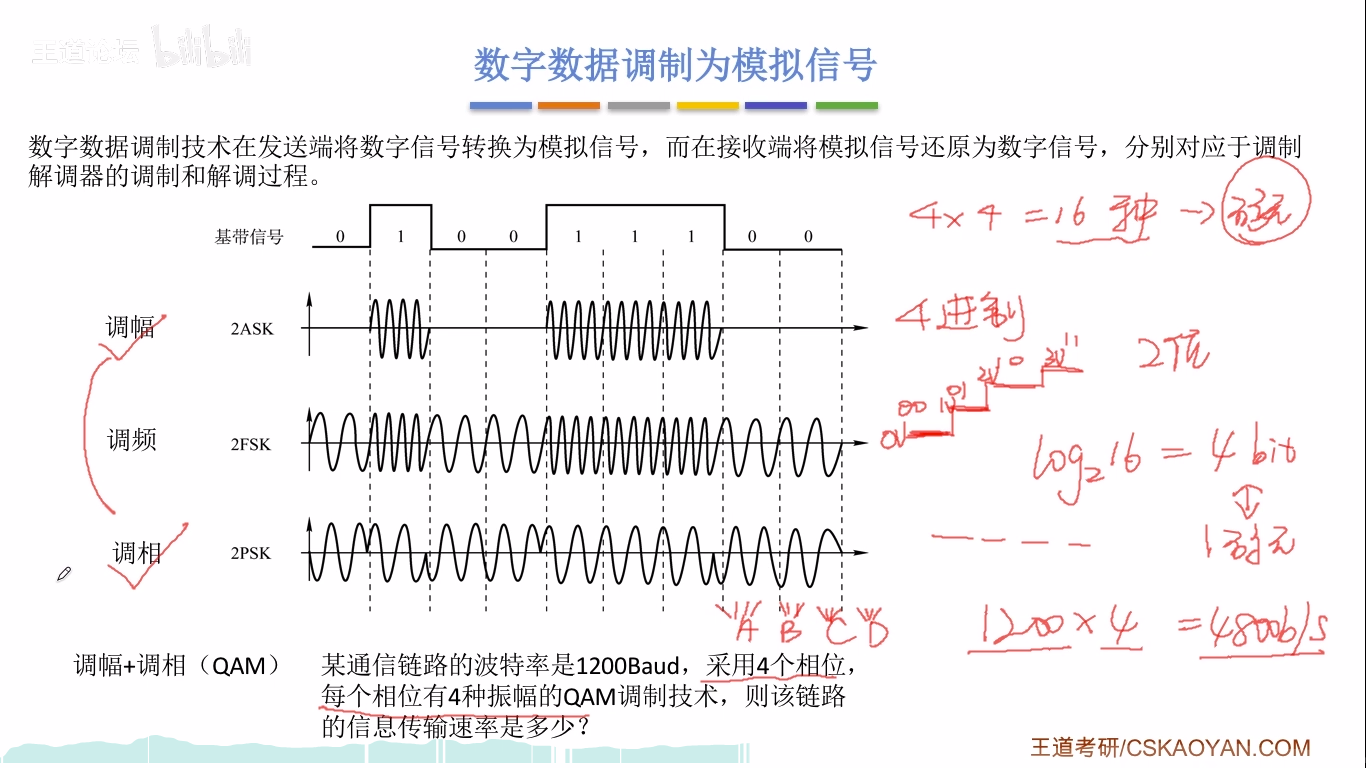 王道论坛 bilibili
数字数据调制为模拟信号
数字数据调制技术在发送端将数字信号转换为模拟信号，而在接收端将模拟信号还原为数字信号，分别对应于调制
解调器的调制和解调过程。
4×4=16种→码元
基带信号 0 1 0 0 1 1 1 0 0
调幅 2ASK
4进制
00 01 10 11
0V 1V 2V 3V
2位
调频 2FSK
log₂16 = 4 bit
1码元
调相 2PSK
A B C D
1200×4 =4800b/s
调幅+调相（QAM）
某通信链路的波特率是1200Baud，采用4个相位，
每个相位有4种振幅的QAM调制技术，则该链路
的信息传输速率是多少？
王道考研/CSKAOYAN.COM